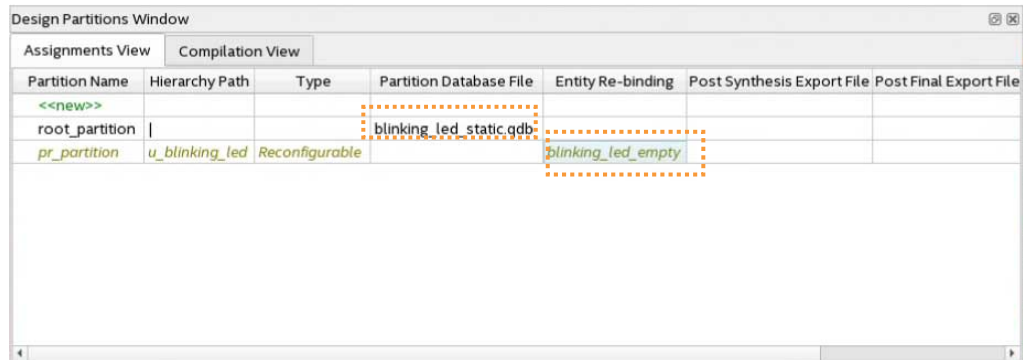 Design Partitions Window
Assignments View Compilation View
Partition Name Hierarchy Path Type Partition Database File Entity Re-binding Post Synthesis Export File Post Final Export File
<<new>>
root_partition | blinking_led_static.qdb
pr_partition u_blinking_led Reconfigurable blinking_led_empty